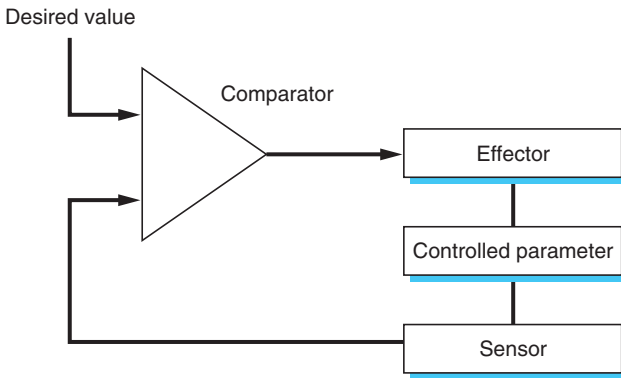 Desired value
Comparator
Effector
Controlled parameter
Sensor